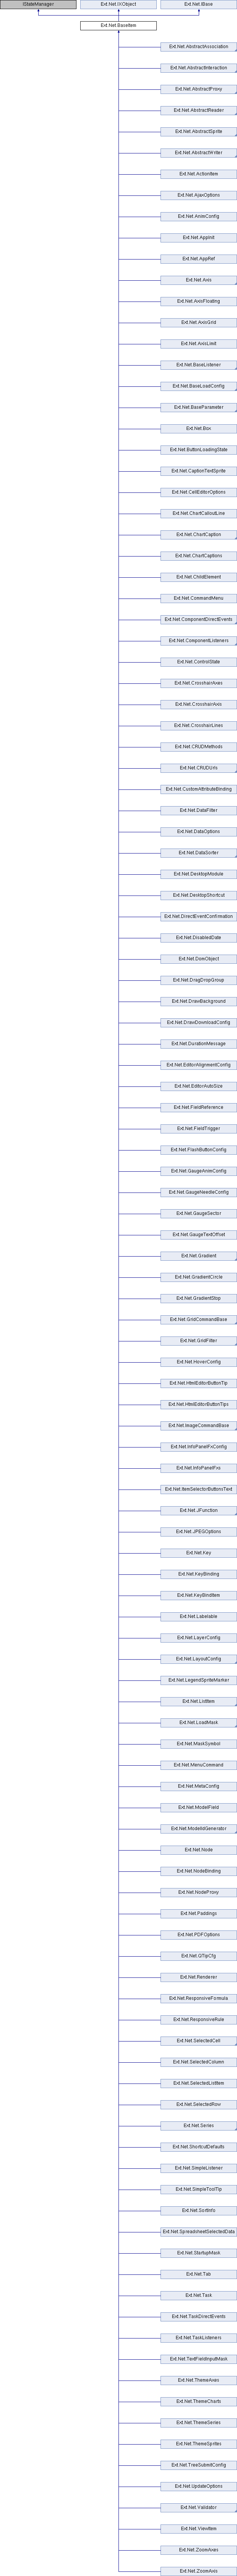 IStateManager
Ext.Net.IXObject
Ext.Net.IBase
Ext.Net.BaseItem
Ext.Net.AbstractAssociation
Ext.Net.AbstractInteraction
Ext.Net.AbstractProxy
Ext.Net.AbstractReader
Ext.Net.AbstractSprite
Ext.Net.AbstractWriter
Ext.Net.ActionItem
Ext.Net.AjaxOptions
Ext.Net.AnimConfig
Ext.Net.AppInit
Ext.Net.AppRef
Ext.Net.Axis
Ext.Net.AxisFloating
Ext.Net.AxisGrid
Ext.Net.AxisLimit
Ext.Net.BaseListener
Ext.Net.BaseLoadConfig
Ext.Net.BaseParameter
Ext.Net.Box
Ext.Net.ButtonLoadingState
Ext.Net.CaptionTextSprite
Ext.Net.CellEditorOptions
Ext.Net.ChartCalloutLine
Ext.Net.ChartCaption
Ext.Net.ChartCaptions
Ext.Net.ChildElement
Ext.Net.CommandMenu
Ext.Net.ComponentDirectEvents
Ext.Net.ComponentListeners
Ext.Net.ControlState
Ext.Net.CrosshairAxes
Ext.Net.CrosshairAxis
Ext.Net.CrosshairLines
Ext.Net.CRUDMethods
Ext.Net.CRUDUrls
Ext.Net.CustomAttributeBinding
Ext.Net.DataFilter
Ext.Net.DataOptions
Ext.Net.DataSorter
Ext.Net.DesktopModule
Ext.Net.DesktopShortcut
Ext.Net.DirectEventConfirmation
Ext.Net.DisabledDate
Ext.Net.DomObject
Ext.Net.DragDropGroup
Ext.Net.DrawBackground
Ext.Net.DrawDownloadConfig
Ext.Net.DurationMessage
Ext.Net.EditorAlignmentConfig
Ext.Net.EditorAutoSize
Ext.Net.FieldReference
Ext.Net.FieldTrigger
Ext.Net.FlashButtonConfig
Ext.Net.GaugeAnimConfig
Ext.Net.GaugeNeedleConfig
Ext.Net.GaugeSector
Ext.Net.GaugeTextOffset
Ext.Net.Gradient
Ext.Net.GradientCircle
Ext.Net.GradientStop
Ext.Net.GridCommandBase
Ext.Net.GridFilter
Ext.Net.HoverConfig
Ext.Net.HtmlEditorButtonTip
Ext.Net.HtmlEditorButtonTips
Ext.Net.ImageCommandBase
Ext.Net.InfoPanelFxConfig
Ext.Net.InfoPanelFxs
Ext.Net.ItemSelectorButtonsText
Ext.Net.JFunction
Ext.Net.JPEGOptions
Ext.Net.Key
Ext.Net.KeyBinding
Ext.Net.KeyBindItem
Ext.Net.Labelable
Ext.Net.LayerConfig
Ext.Net.LayoutConfig
Ext.Net.LegendSpriteMarker
Ext.Net.ListItem
Ext.Net.LoadMask
Ext.Net.MaskSymbol
Ext.Net.MenuCommand
Ext.Net.MetaConfig
Ext.Net.ModelField
Ext.Net.ModelIdGenerator
Ext.Net.Node
Ext.Net.NodeBinding
Ext.Net.NodeProxy
Ext.Net.Paddings
Ext.Net.PDFOptions
Ext.Net.QTipCfg
Ext.Net.Renderer
Ext.Net.ResponsiveFormula
Ext.Net.ResponsiveRule
Ext.Net.SelectedCell
Ext.Net.SelectedColumn
Ext.Net.SelectedListItem
Ext.Net.SelectedRow
Ext.Net.Series
Ext.Net.ShortcutDefaults
Ext.Net.SimpleListener
Ext.Net.SimpleToolTip
Ext.Net.SortInfo
Ext.Net.SpreadsheetSelectedData
Ext.Net.StartupMask
Ext.Net.Tab
Ext.Net.Task
Ext.Net.TaskDirectEvents
Ext.Net.TaskListeners
Ext.Net.TextFieldInputMask
Ext.Net.ThemeAxes
Ext.Net.ThemeCharts
Ext.Net.ThemeSeries
Ext.Net.ThemeSprites
Ext.Net.TreeSubmitConfig
Ext.Net.UpdateOptions
Ext.Net.Validator
Ext.Net.ViewItem
Ext.Net.ZoomAxes
Ext.Net.ZoomAxis